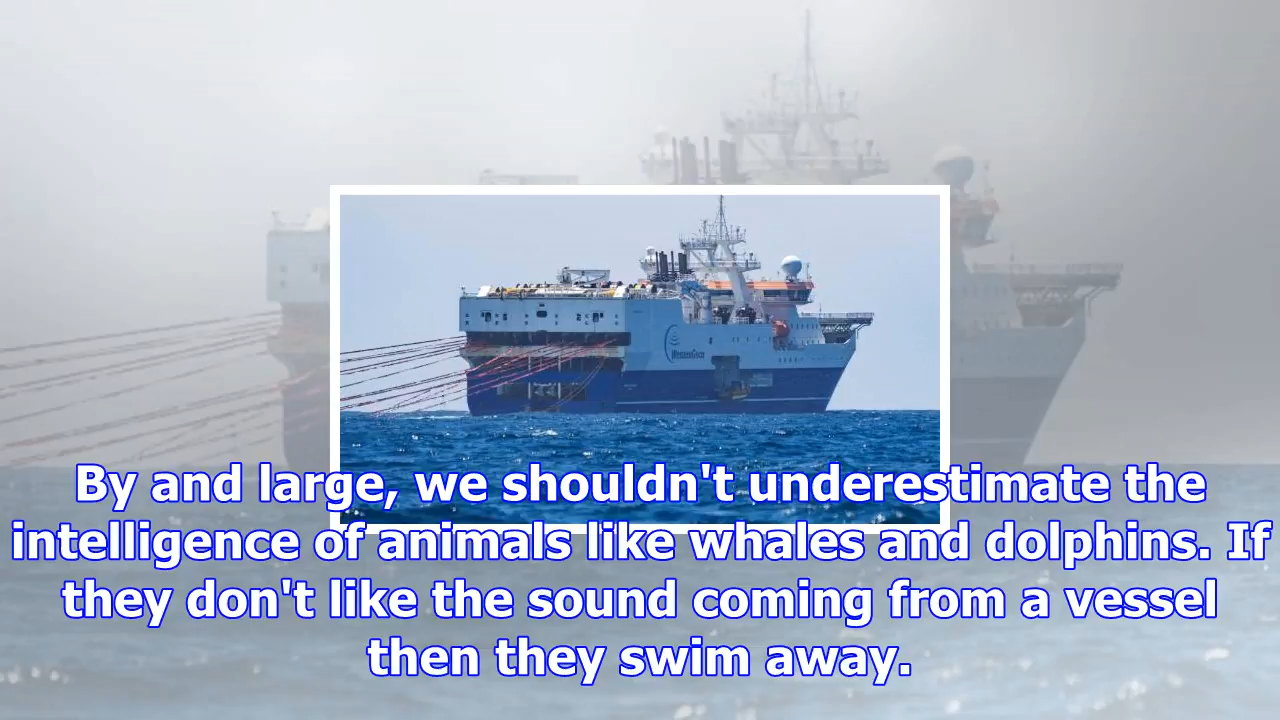 WesternGeco
By and large, we shouldn't underestimate the
intelligence of animals like whales and dolphins. If
they don't like the sound coming from a vessel
then they swim away.